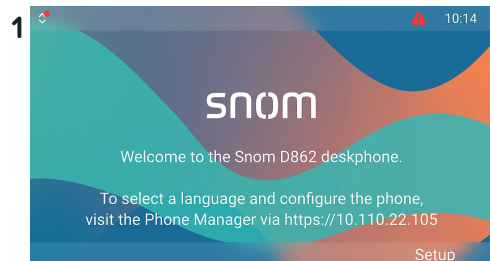 1
10:14
snom
Welcome to the Snom D862 deskphone.
To select a language and configure the phone,
visit the Phone Manager via https://10.110.22.105
Setup